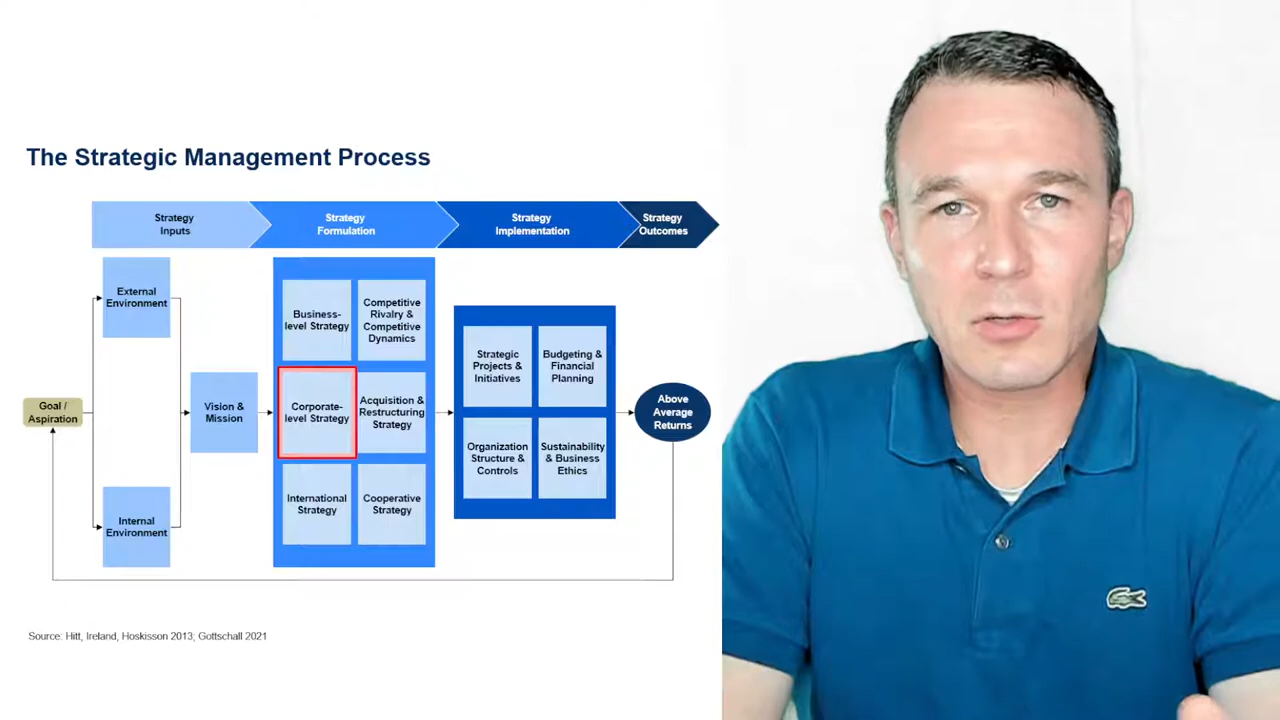 The Strategic Management Process
Strategy
Inputs
Strategy
Formulation
Strategy
Implementation
Strategy
Outcomes
External
Environment
Business-
level Strategy
Competitive
Rivalry &
Competitive
Dynamics
Strategic
Projects &
Initiatives
Budgeting &
Financial
Planning
Goal /
Aspiration
Vision &
Mission
Corporate-
level Strategy
Acquisition &
Restructuring
Strategy
Above
Average
Returns
Organization
Structure &
Controls
Sustainability
& Business
Ethics
Internal
Environment
International
Strategy
Cooperative
Strategy
Source: Hitt, Ireland, Hoskisson 2013; Gottschall 2021